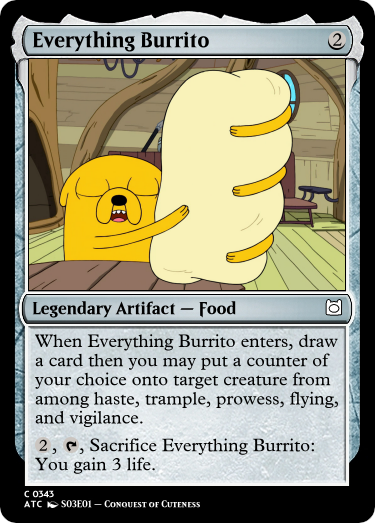 Everything Burrito 2
Legendary Artifact — Food
When Everything Burrito enters, draw
a card then you may put a counter of
your choice onto target creature from
among haste, trample, prowess, flying,
and vigilance.
2, , Sacrifice Everything Burrito:
You gain 3 life.
C 0343
ATC S03E01 – Conquest of Cuteness